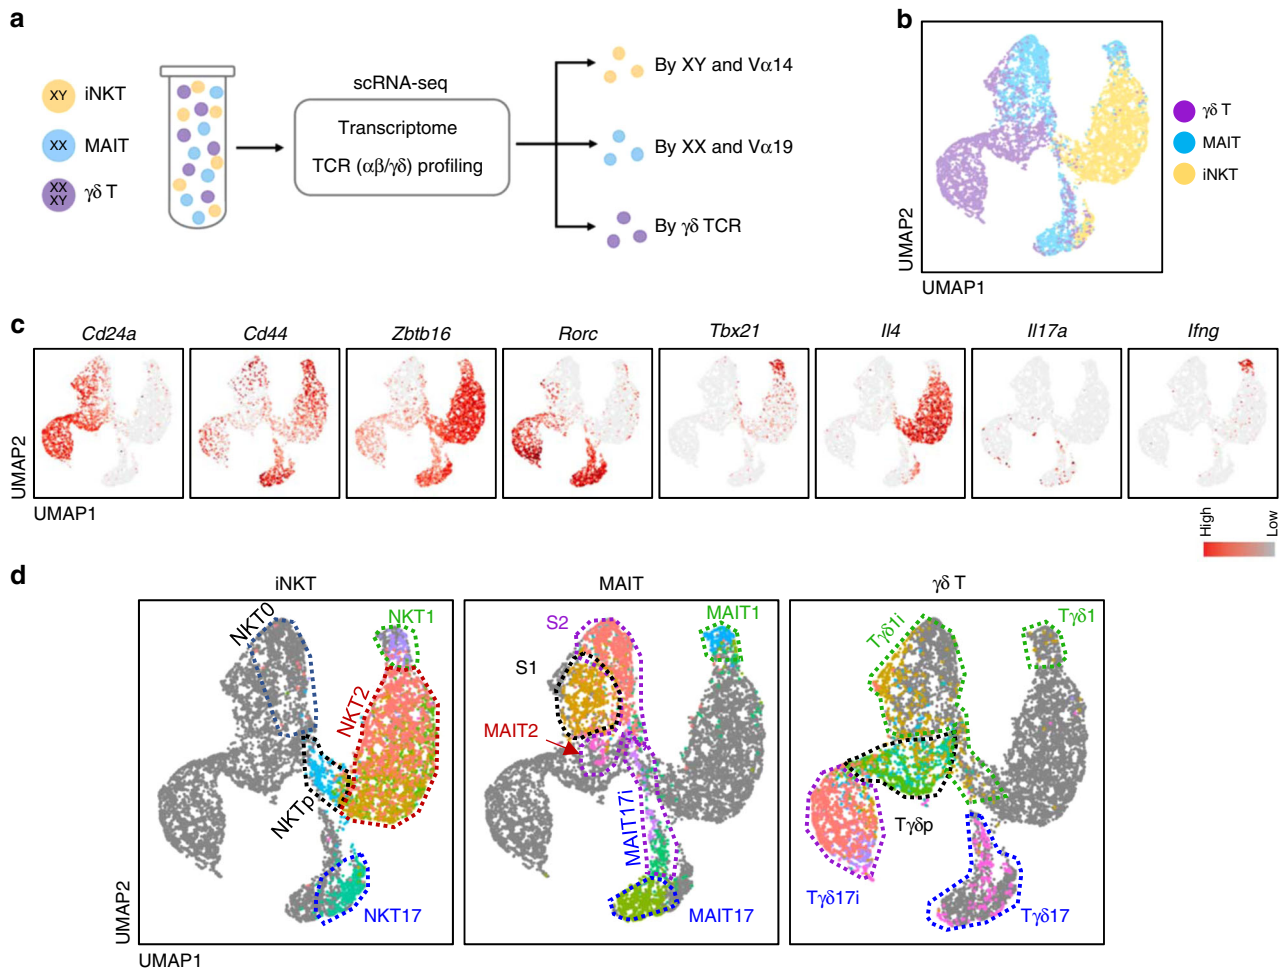 a
XY iNKT
XX MAIT
XX
XY
γδ T
scRNA-seq
Transcriptome
TCR (αβ/γδ) profiling
By XY and Vα14
By XX and Vα19
By γδ TCR
b
γδ T
MAIT
iNKT
UMAP2
UMAP1
c
Cd24a Cd44 Zbtb16 Rorc Tbx21 Il4 Il17a Ifng
UMAP2
UMAP1
High
Low
d
iNKT
NKT0
NKT1
NKT2
NKTp
NKT17
MAIT
S2
S1
MAIT1
MAIT2
MAIT17i
MAIT17
γδ T
Tγδ1i
Tγδ1
Tγδp
Tγδ17i
Tγδ17
UMAP2
UMAP1